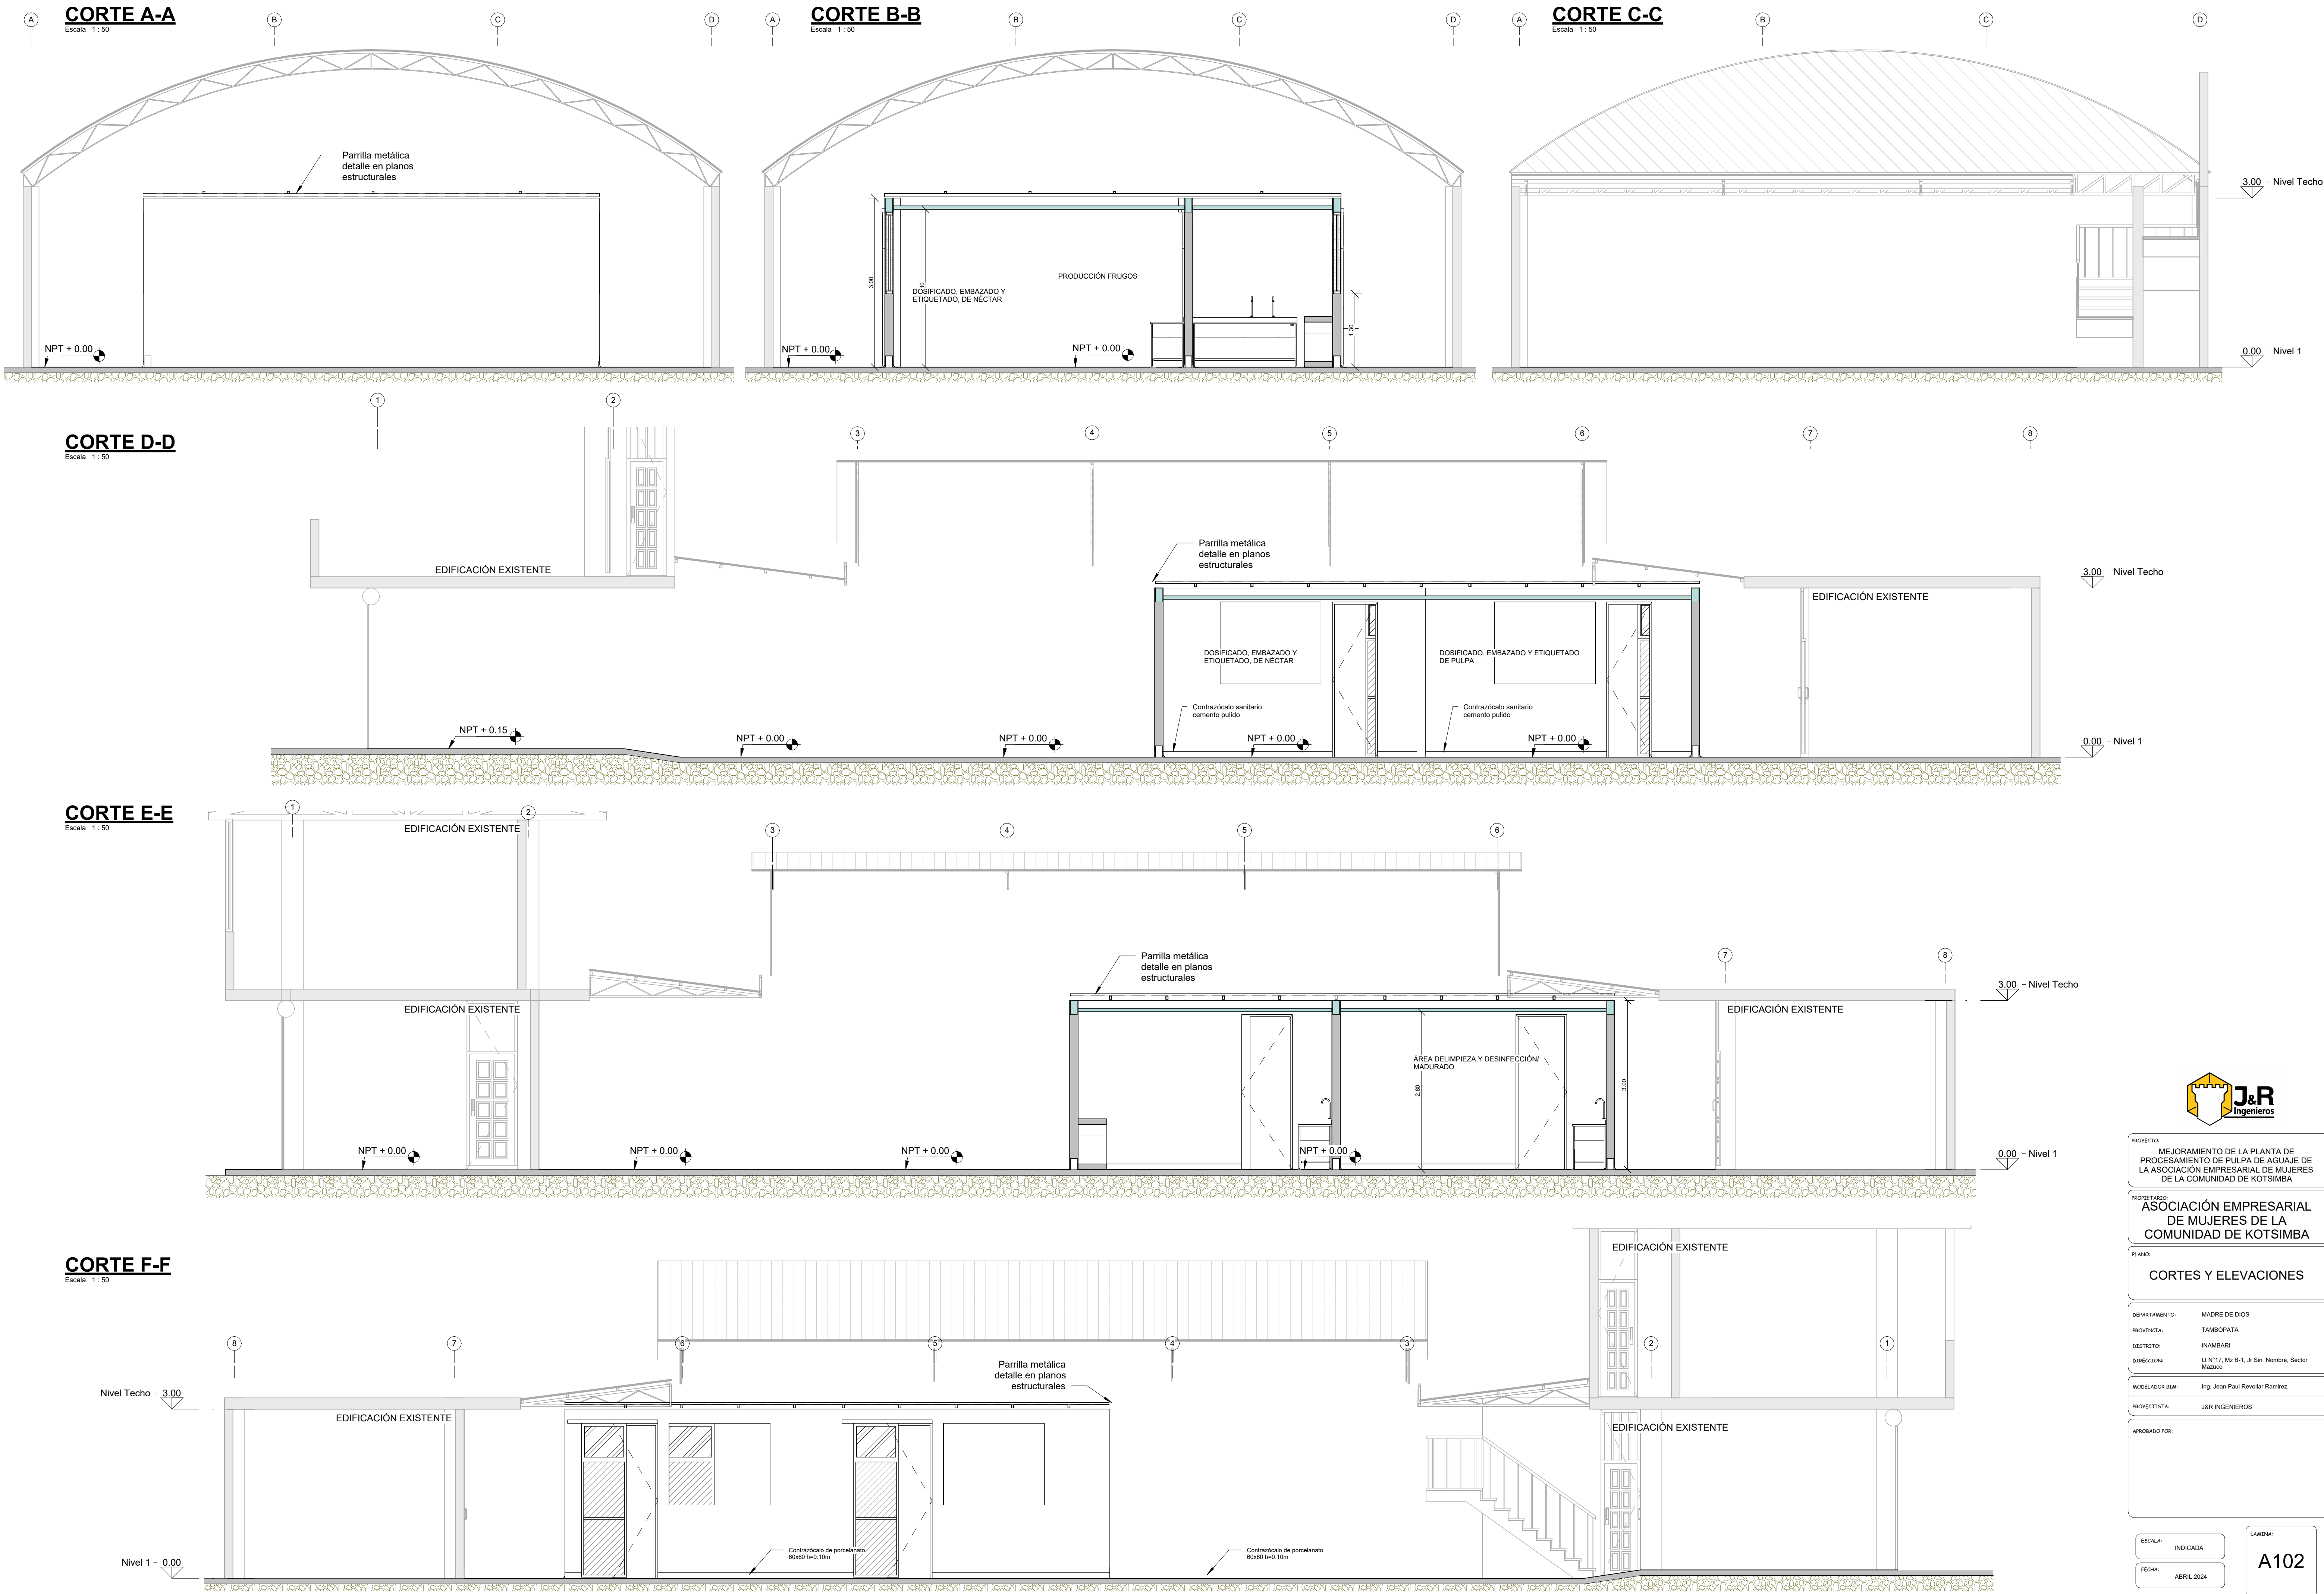 CORTE A-A
Escala 1 : 50
A
B
C
D
Parrilla metálica
detalle en planos
estructurales
NPT + 0.00
CORTE B-B
Escala 1 : 50
A
B
C
D
3.00
DOSIFICADO, EMBAZADO Y
ETIQUETADO, DE NÉCTAR
PRODUCCIÓN FRUGOS
1.30
NPT + 0.00
NPT + 0.00
CORTE C-C
Escala 1 : 50
A
B
C
D
3.00 - Nivel Techo
0.00 - Nivel 1
CORTE D-D
Escala 1 : 50
1
2
3
4
5
6
7
8
EDIFICACIÓN EXISTENTE
Parrilla metálica
detalle en planos
estructurales
3.00 - Nivel Techo
EDIFICACIÓN EXISTENTE
DOSIFICADO, EMBAZADO Y
ETIQUETADO, DE NÉCTAR
DOSIFICADO, EMBAZADO Y ETIQUETADO
DE PULPA
Contrazócalo sanitario
cemento pulido
Contrazócalo sanitario
cemento pulido
NPT + 0.15
NPT + 0.00
NPT + 0.00
NPT + 0.00
NPT + 0.00
0.00 - Nivel 1
CORTE E-E
Escala 1 : 50
1
2
3
4
5
6
7
8
EDIFICACIÓN EXISTENTE
Parrilla metálica
detalle en planos
estructurales
3.00 - Nivel Techo
EDIFICACIÓN EXISTENTE
EDIFICACIÓN EXISTENTE
ÁREA DELIMPIEZA Y DESINFECCIÓN/
MADURADO
2.80
3.00
NPT + 0.00
NPT + 0.00
NPT + 0.00
NPT + 0.00
0.00 - Nivel 1
CORTE F-F
Escala 1 : 50
8
7
6
5
4
3
2
1
EDIFICACIÓN EXISTENTE
Parrilla metálica
detalle en planos
estructurales
Nivel Techo - 3.00
EDIFICACIÓN EXISTENTE
EDIFICACIÓN EXISTENTE
Contrazócalo de porcelanato
60x60 h=0.10m
Contrazócalo de porcelanato
60x60 h=0.10m
Nivel 1 - 0.00
J&R
Ingenieros
PROYECTO:
MEJORAMIENTO DE LA PLANTA DE
PROCESAMIENTO DE PULPA DE AGUAJE DE
LA ASOCIACIÓN EMPRESARIAL DE MUJERES
DE LA COMUNIDAD DE KOTSIMBA
PROPIETARIO:
ASOCIACIÓN EMPRESARIAL
DE MUJERES DE LA
COMUNIDAD DE KOTSIMBA
PLANO:
CORTES Y ELEVACIONES
DEPARTAMENTO: MADRE DE DIOS
PROVINCIA: TAMBOPATA
DISTRITO: INAMBARI
DIRECCION: Lt N°17, Mz B-1, Jr Sin Nombre, Sector
Mazuco
MODELADOR BIM: Ing. Jean Paul Revollar Ramirez
PROYECTISTA: J&R INGENIEROS
APROBADO POR:
ESCALA:
INDICADA
FECHA:
ABRIL 2024
LAMINA:
A102